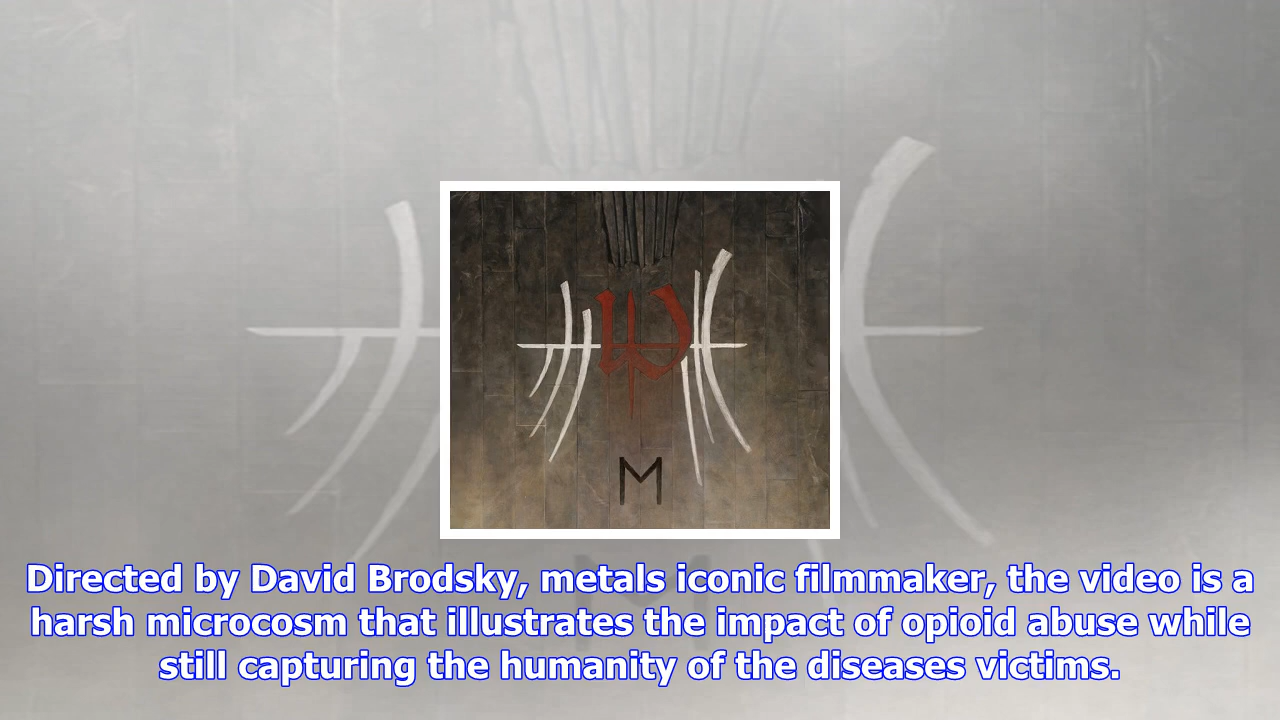 Directed by David Brodsky, metals iconic filmmaker, the video is a
harsh microcosm that illustrates the impact of opioid abuse while
still capturing the humanity of the diseases victims.